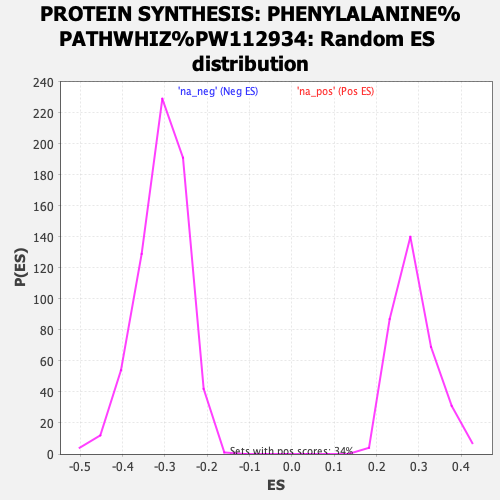 PROTEIN SYNTHESIS: PHENYLALANINE%
PATHWHIZ%PW112934: Random ES
distribution
'na_neg' (Neg ES) 'na_pos' (Pos ES)
240
220
200
180
160
140
120
100
80
60
40
20
0
P(ES)
Sets with pos scores: 34%
-0.5 -0.4 -0.3 -0.2 -0.1 0.0 0.1 0.2 0.3 0.4
ES